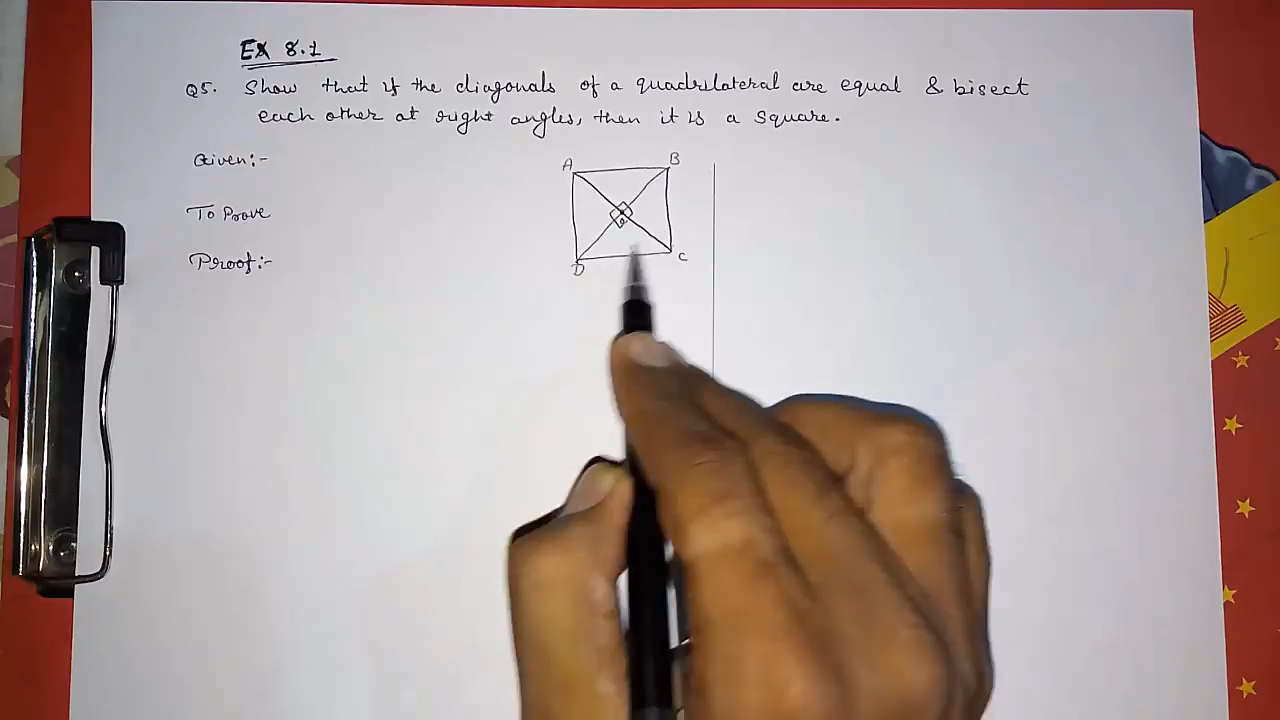 Ex 8.1
Q5. Show that if the diagonals of a quadrilateral are equal & bisect
each other at right angles, then it is a square.
Given:-
A B
To Prove
O
Proof:-
D C